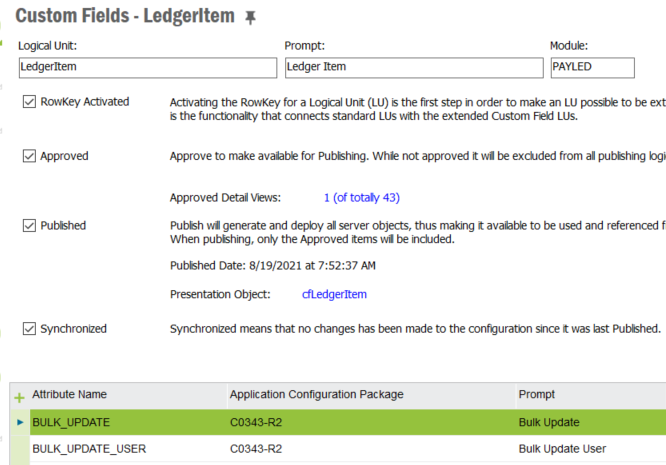 Custom Fields - LedgerItem
Logical Unit: Prompt: Module:
LedgerItem Ledger Item PAYLED
RowKey Activated Activating the RowKey for a Logical Unit (LU) is the first step in order to make an LU possible to be ext
is the functionality that connects standard LUs with the extended Custom Field LUs.
Approved Approve to make available for Publishing. While not approved it will be excluded from all publishing logi
Approved Detail Views: 1 (of totally 43)
Published Publish will generate and deploy all server objects, thus making it available to be used and referenced f
When publishing, only the Approved items will be included.
Published Date: 8/19/2021 at 7:52:37 AM
Presentation Object: cfLedgerItem
Synchronized Synchronized means that no changes has been made to the configuration since it was last Published.
Attribute Name Application Configuration Package Prompt
BULK_UPDATE C0343-R2 Bulk Update
BULK_UPDATE_USER C0343-R2 Bulk Update User